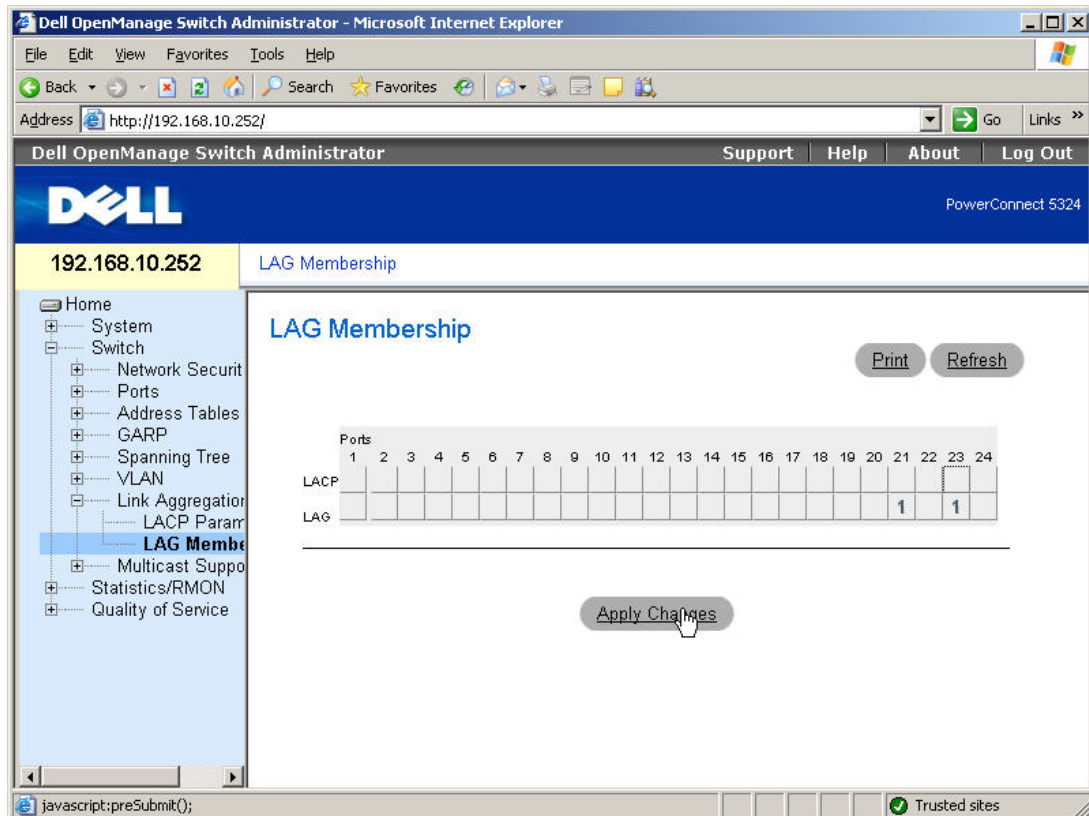 Dell OpenManage Switch Administrator - Microsoft Internet Explorer
File Edit View Favorites Tools Help
Back Search Favorites
Address http://192.168.10.252/ Go Links »
Dell OpenManage Switch Administrator Support Help About Log Out
DELL
PowerConnect 5324
192.168.10.252
LAG Membership
Home
System
Switch
Network Securit
Ports
Address Tables
GARP
Spanning Tree
VLAN
Link Aggregation
LACP Param
LAG Membe
Multicast Suppo
Statistics/RMON
Quality of Service
LAG Membership
Print Refresh
Ports
1 2 3 4 5 6 7 8 9 10 11 12 13 14 15 16 17 18 19 20 21 22 23 24
LACP
LAG 1 1
Apply Changes
javascript:preSubmit(); Trusted sites